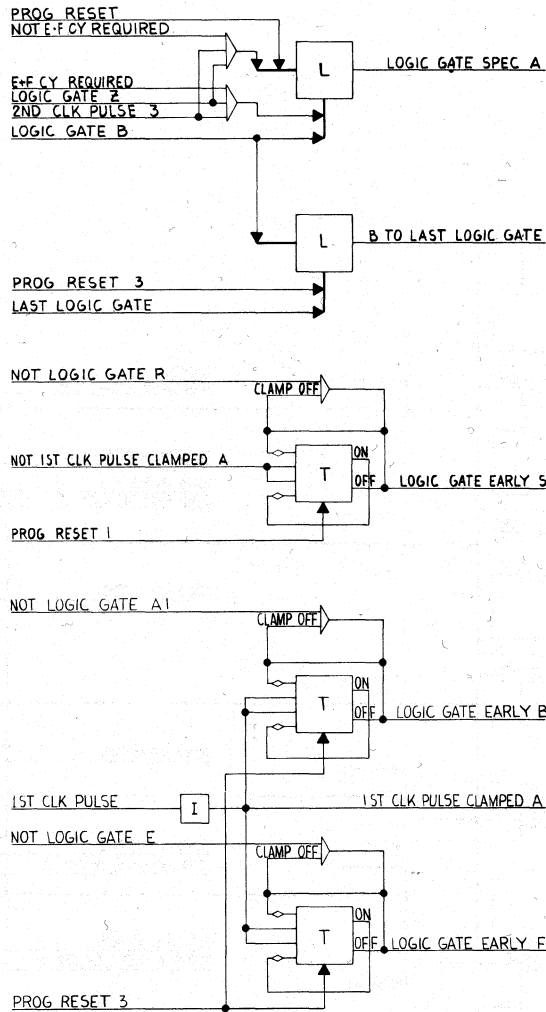 PROG RESET
NOT E·F CY REQUIRED
L
LOGIC GATE SPEC A
E+F CY REQUIRED
LOGIC GATE Z
2ND CLK PULSE 3
LOGIC GATE B
L
B TO LAST LOGIC GATE
PROG RESET 3
LAST LOGIC GATE
NOT LOGIC GATE R
CLAMP OFF
ON
NOT 1ST CLK PULSE CLAMPED A
T
OFF
LOGIC GATE EARLY S
PROG RESET 1
NOT LOGIC GATE A1
CLAMP OFF
ON
T
OFF
LOGIC GATE EARLY B
1ST CLK PULSE
I
1ST CLK PULSE CLAMPED A
NOT LOGIC GATE E
CLAMP OFF
ON
T
OFF
LOGIC GATE EARLY F
PROG RESET 3